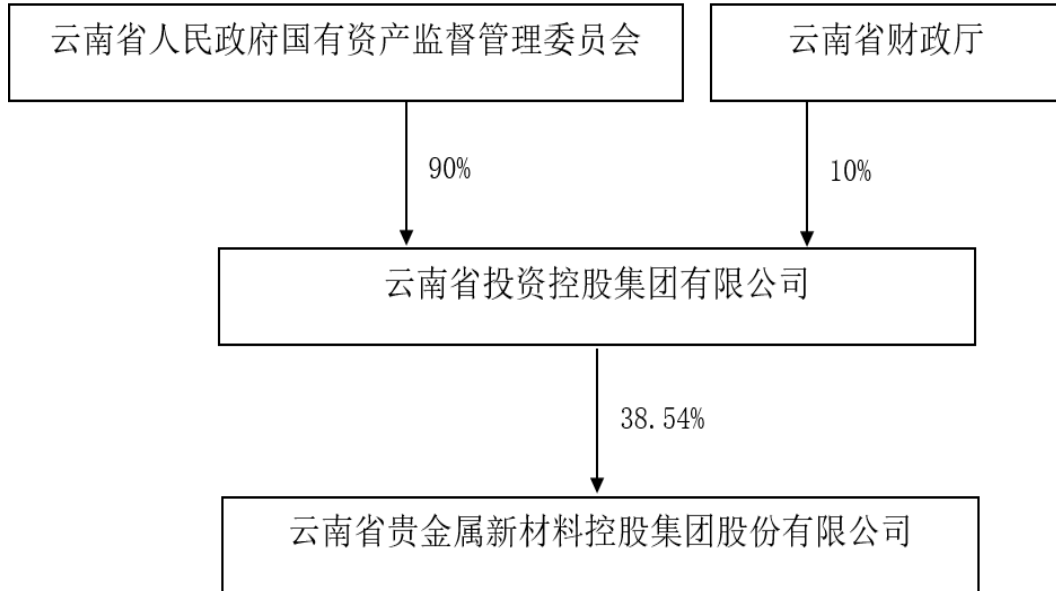 云南省人民政府国有资产监督管理委员会
云南省财政厅
90%
10%
云南省投资控股集团有限公司
38.54%
云南省贵金属新材料控股集团股份有限公司